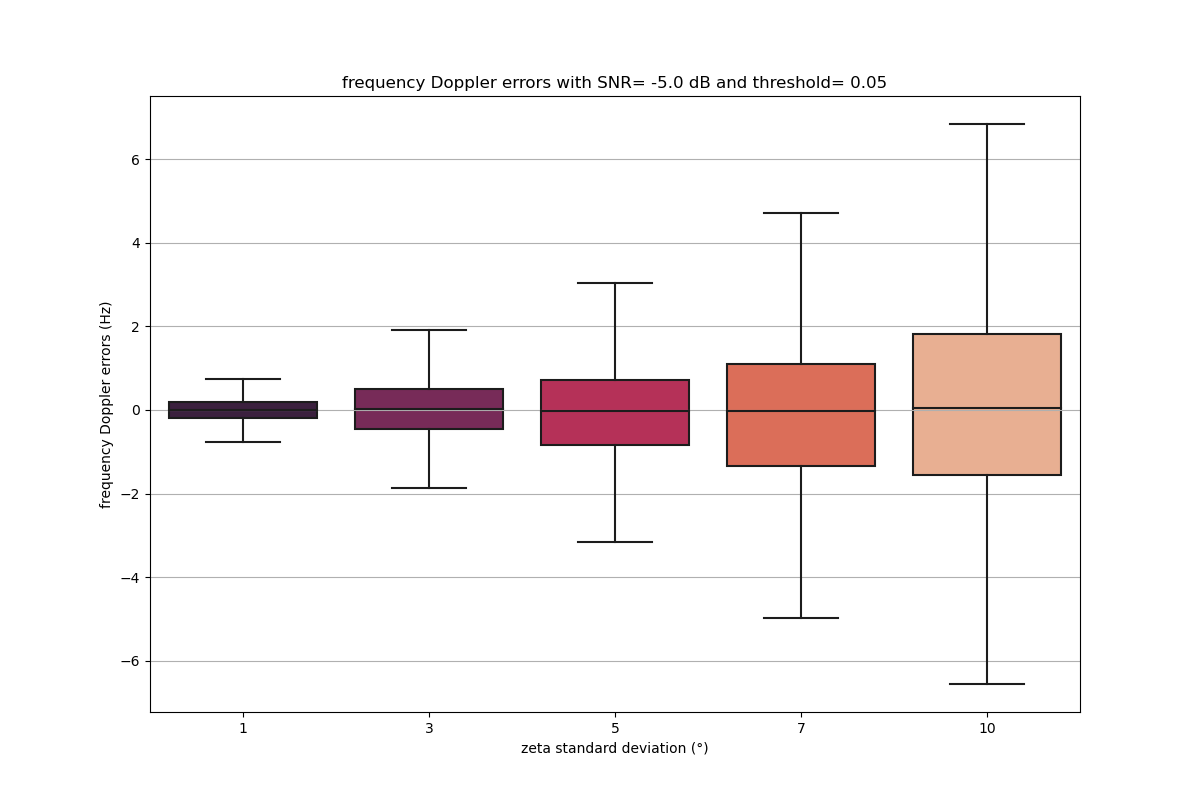 frequency Doppler errors with SNR= -5.0 dB and threshold= 0.05
6
4
2
0
−2
−4
−6
frequency Doppler errors (Hz)
1 3 5 7 10
zeta standard deviation (°)